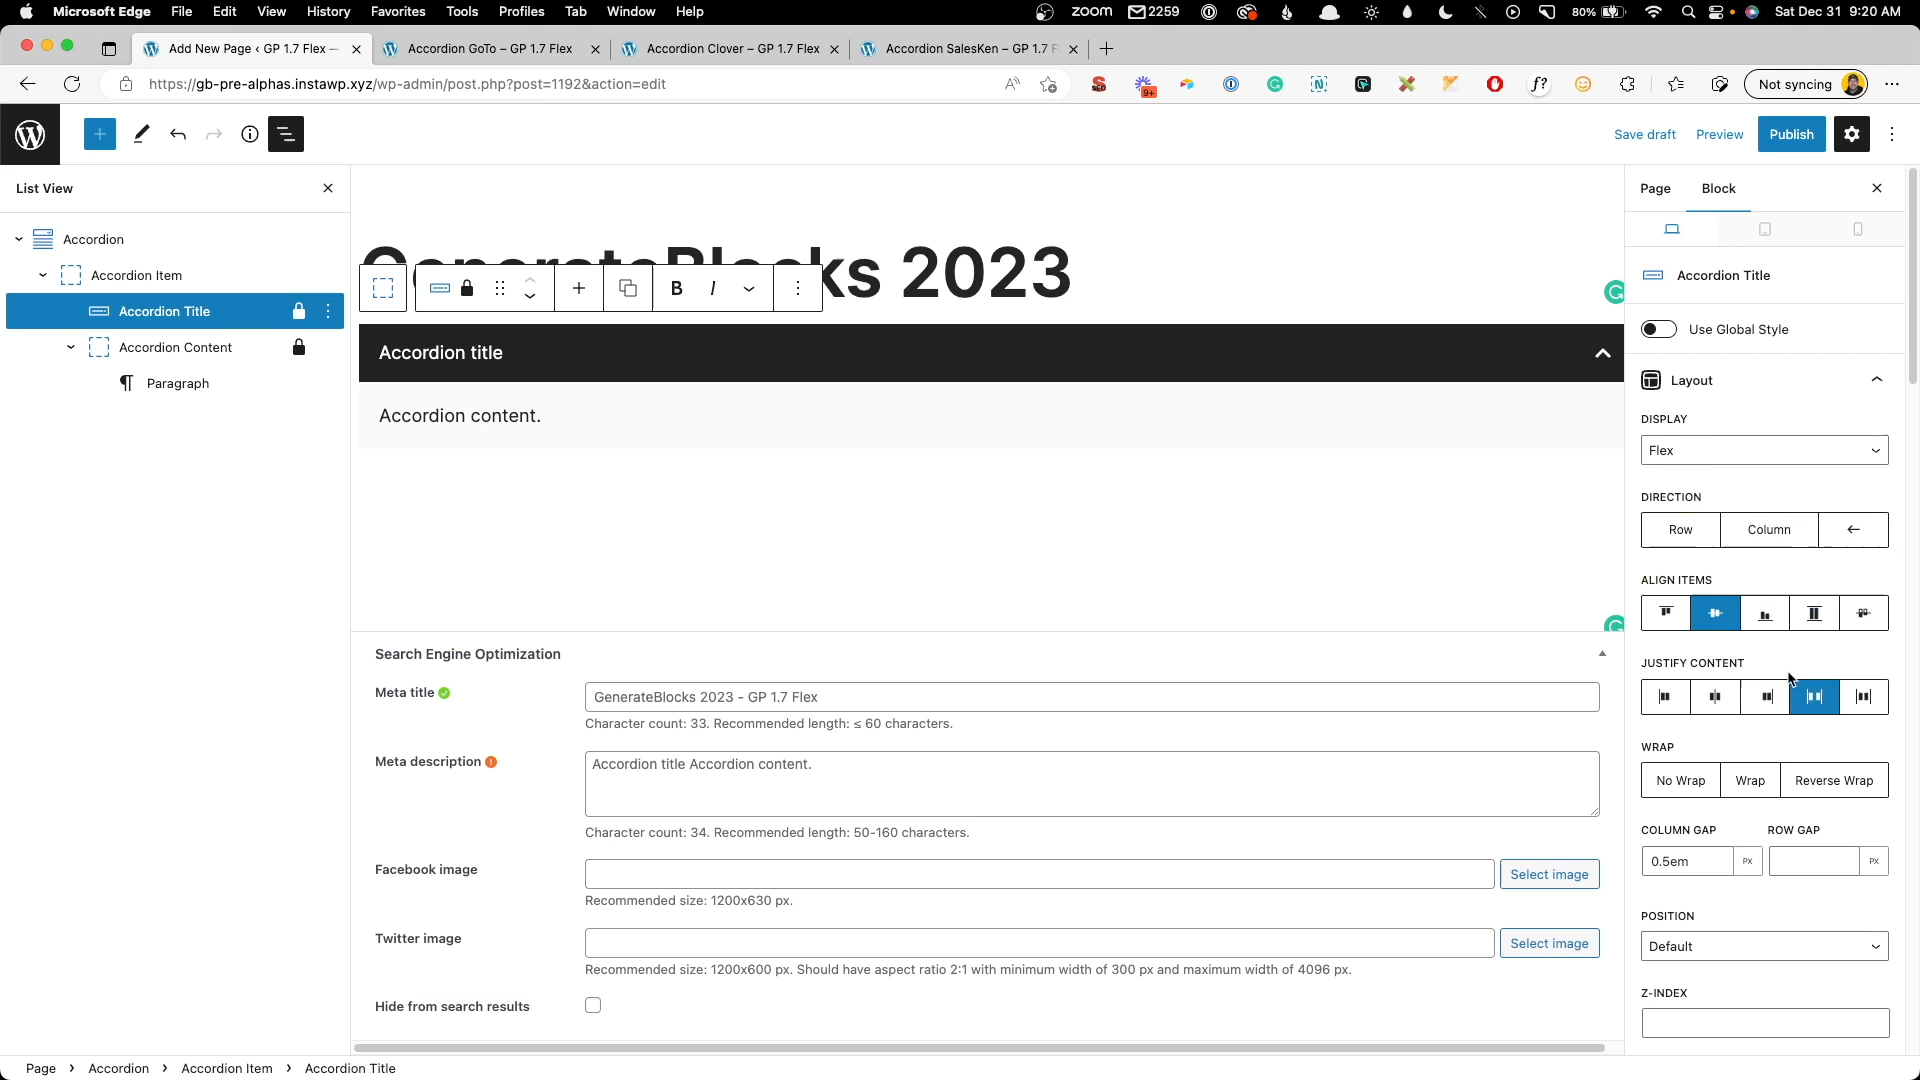 Microsoft Edge File Edit View History Favorites Tools Profiles Tab Window Help zoom 2259 80% Sat Dec 31 9:20 AM
Add New Page ‹ GP 1.7 Flex — Accordion GoTo – GP 1.7 Flex Accordion Clover – GP 1.7 Flex Accordion SalesKen – GP 1.7 F
https://gb-pre-alphas.instawp.xyz/wp-admin/post.php?post=1192&action=edit 9+ f? Not syncing
Save draft Preview Publish
List View
Page Block
Accordion
Accordion Item
Accordion Title
Accordion Content
Paragraph
GenerateBlocks 2023
B I
Accordion title
Accordion content.
Accordion Title
Use Global Style
Layout
DISPLAY
Flex
DIRECTION
Row Column
ALIGN ITEMS
JUSTIFY CONTENT
WRAP
No Wrap Wrap Reverse Wrap
COLUMN GAP ROW GAP
0.5em PX PX
POSITION
Default
Z-INDEX
Search Engine Optimization
Meta title
GenerateBlocks 2023 - GP 1.7 Flex
Character count: 33. Recommended length: ≤ 60 characters.
Meta description
Accordion title Accordion content.
Character count: 34. Recommended length: 50-160 characters.
Facebook image
Select image
Recommended size: 1200x630 px.
Twitter image
Select image
Recommended size: 1200x600 px. Should have aspect ratio 2:1 with minimum width of 300 px and maximum width of 4096 px.
Hide from search results
Page › Accordion › Accordion Item › Accordion Title